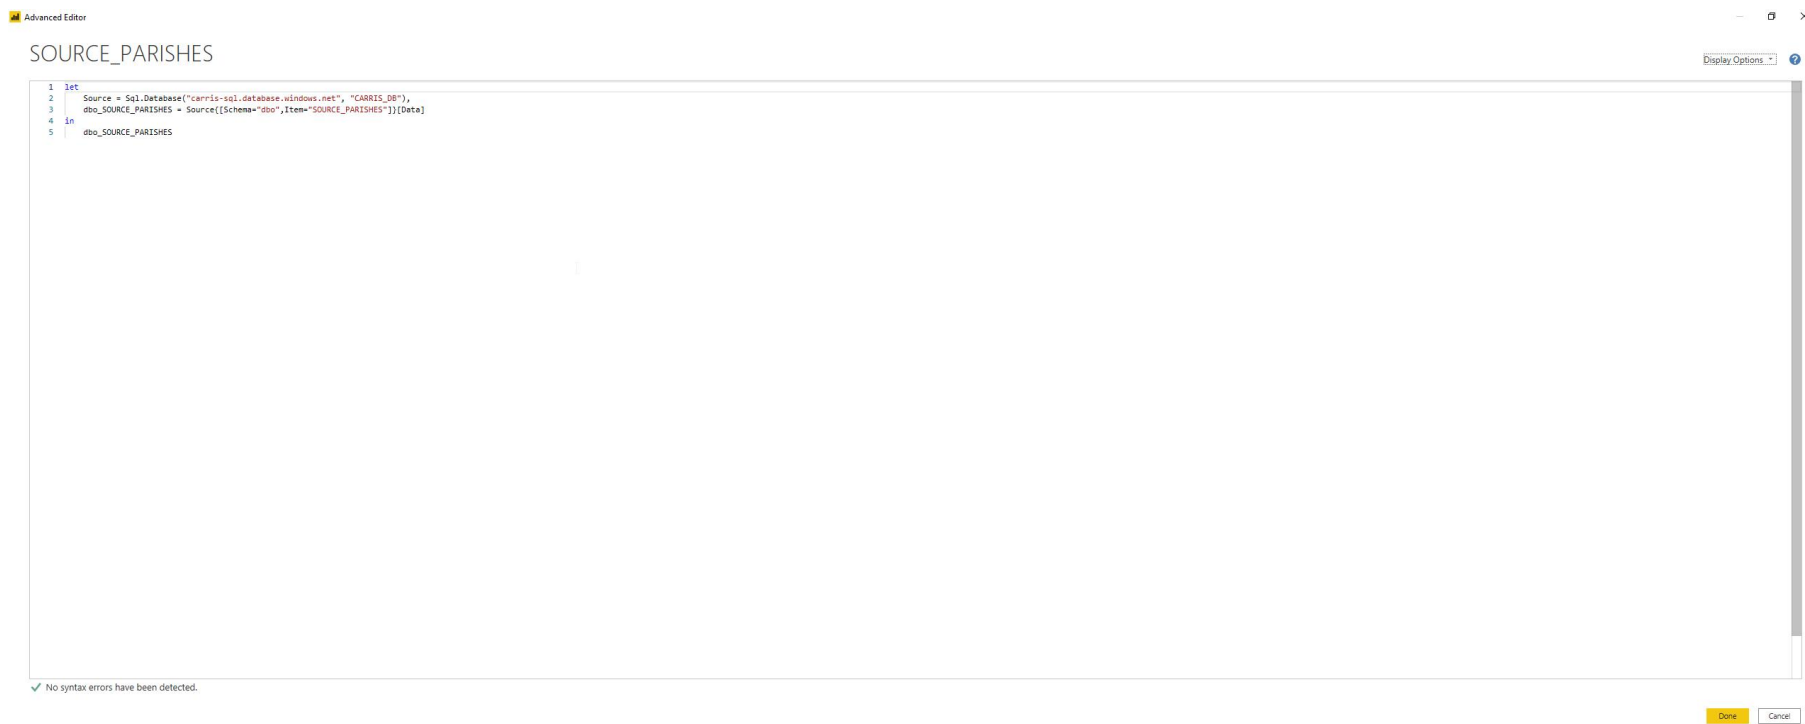 Advanced Editor
SOURCE_PARISHES
Display Options
?
1 let
2 Source = Sql.Database("carris-sql.database.windows.net", "CARRIS_DB"),
3 dbo_SOURCE_PARISHES = Source{[Schema="dbo",Item="SOURCE_PARISHES"]}[Data]
4 in
5 dbo_SOURCE_PARISHES
No syntax errors have been detected.
Done Cancel